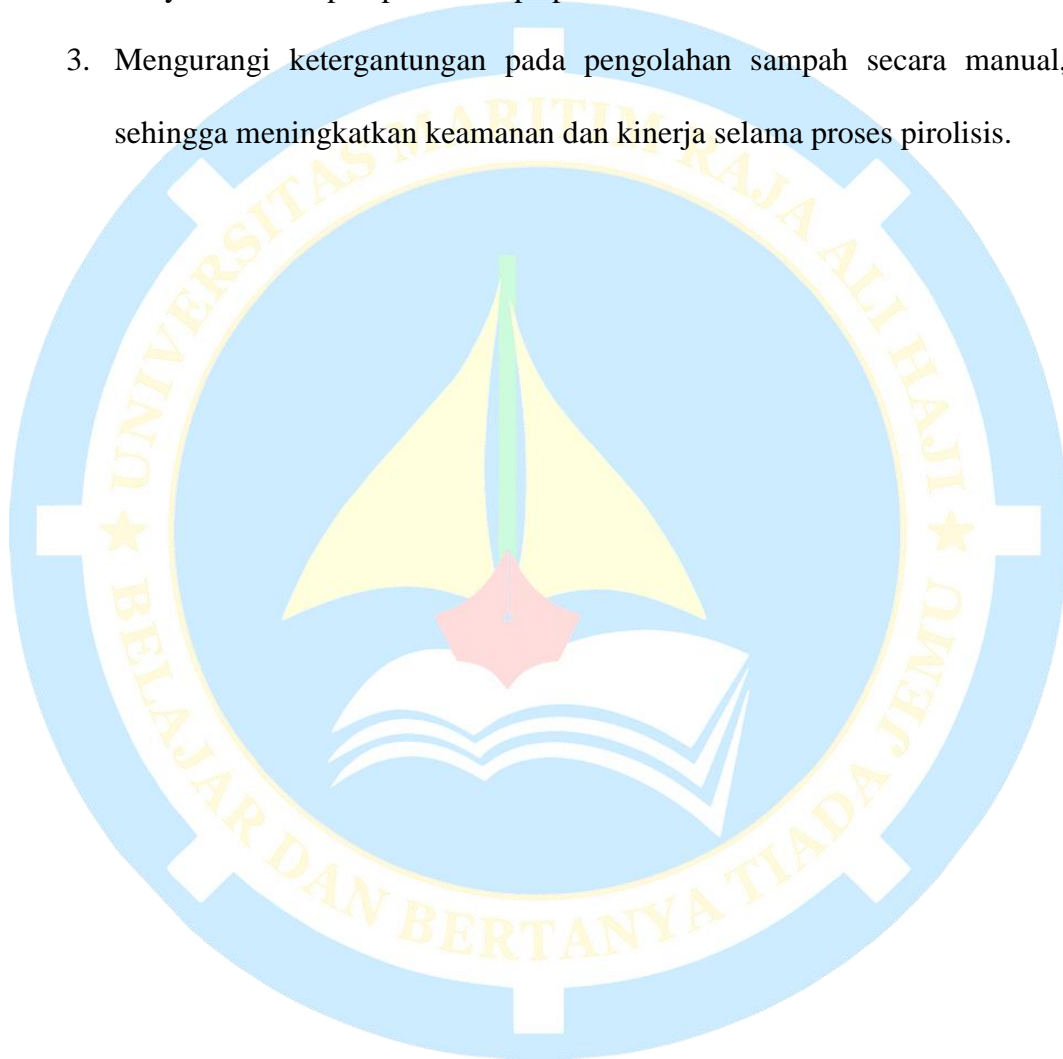 3. Mengurangi ketergantungan pada pengolahan sampah secara manual,
sehingga meningkatkan keamanan dan kinerja selama proses pirolisis.
UNIVERSITAS MARITIM RAJA ALI HAJI
BELAJAR DAN BERTANYA TIADA JEMU